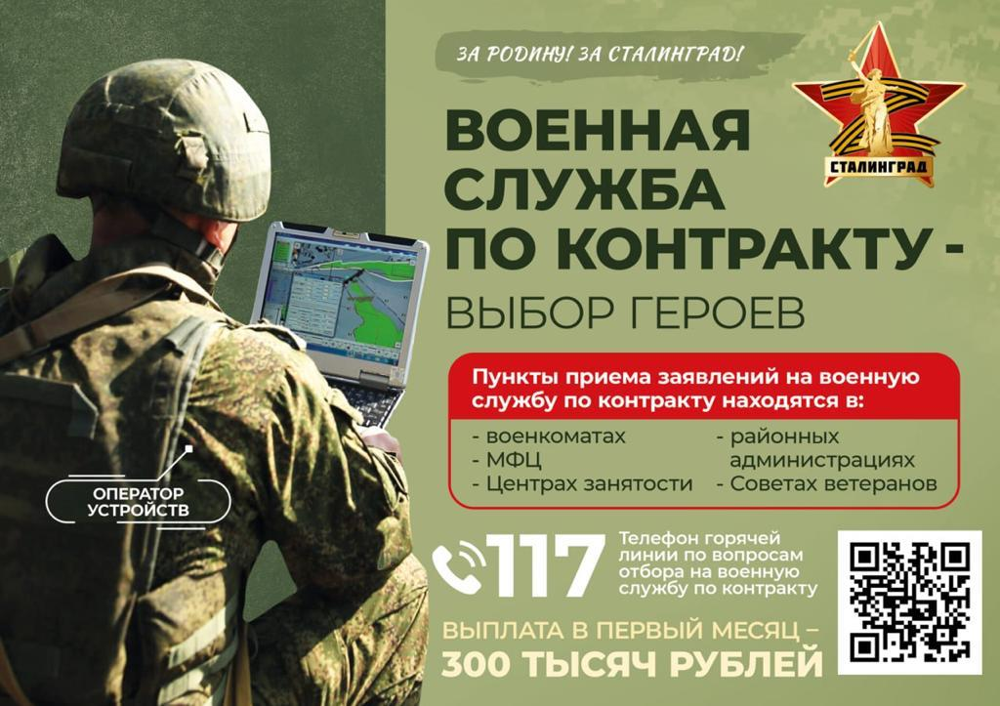 ЗА РОДИНУ! ЗА СТАЛИНГРАД!
СТАЛИНГРАД
ВОЕННАЯ
СЛУЖБА
ПО КОНТРАКТУ -
ВЫБОР ГЕРОЕВ
Пункты приема заявлений на военную
службу по контракту находятся в:
- военкоматах
- МФЦ
- Центрах занятости
- районных
администрациях
- Советах ветеранов
ОПЕРАТОР
УСТРОЙСТВ
117
Телефон горячей
линии по вопросам
отбора на военную
службу по контракту
ВЫПЛАТА В ПЕРВЫЙ МЕСЯЦ –
300 ТЫСЯЧ РУБЛЕЙ